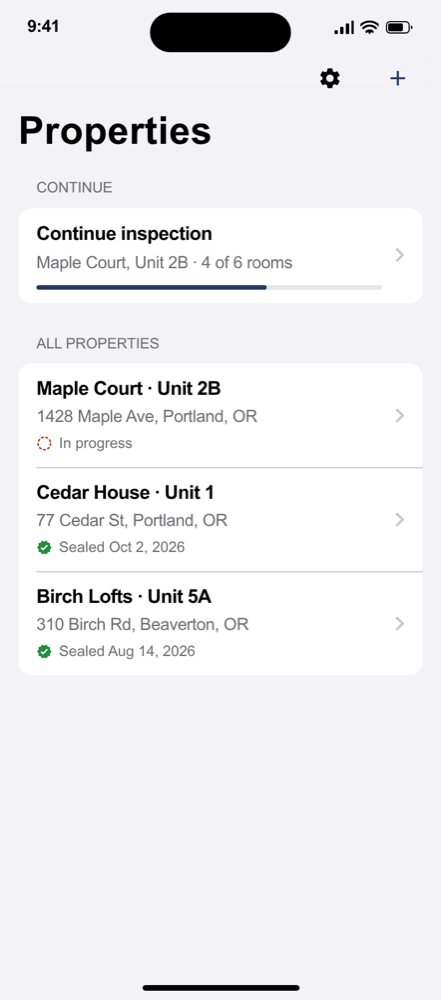 9:41
Properties
CONTINUE
Continue inspection
Maple Court, Unit 2B · 4 of 6 rooms
ALL PROPERTIES
Maple Court · Unit 2B
1428 Maple Ave, Portland, OR
In progress
Cedar House · Unit 1
77 Cedar St, Portland, OR
Sealed Oct 2, 2026
Birch Lofts · Unit 5A
310 Birch Rd, Beaverton, OR
Sealed Aug 14, 2026